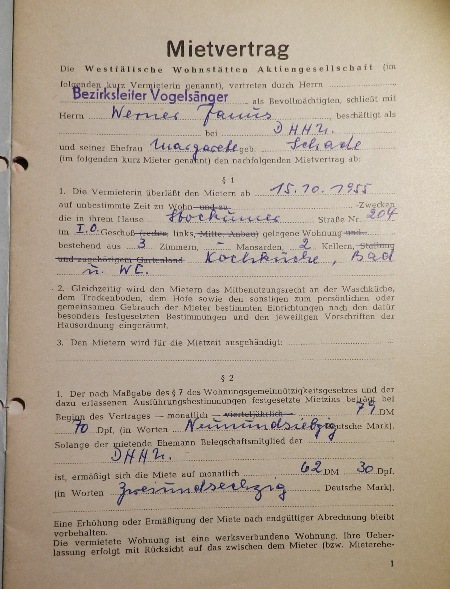 Mietvertrag
Die Westfälische Wohnstätten Aktiengesellschaft (im
folgenden kurz Vermieterin genannt), vertreten durch Herrn
Bezirksleiter Vogelsänger als Bevollmächtigten, schließt mit
Herrn Werner Janus beschäftigt als
bei DHHU.
und seiner Ehefrau Margarete geb. Schade
(im folgenden kurz Mieter genannt) den nachfolgenden Mietvertrag ab:
§ 1
1. Die Vermieterin überläßt den Mietern ab 15.10.1955
auf unbestimmte Zeit zu Wohn- und zu -Zwecken
die in ihrem Hause Stockumer Straße Nr. 204
im I.O. Geschoß (rechts, links, Mitte, Anbau) gelegene Wohnung und
bestehend aus 3 Zimmern, - Mansarden, 2 Kellern, Stallung
und zugehörigem Gartenland Kochküche, Bad
u. WC.
2. Gleichzeitig wird den Mietern das Mitbenutzungsrecht an der Waschküche,
dem Trockenboden, dem Hofe sowie den sonstigen zum persönlichen oder
gemeinsamen Gebrauch der Mieter bestimmten Einrichtungen nach den dafür
besonders festgesetzten Bestimmungen und den jeweiligen Vorschriften der
Hausordnung eingeräumt.
3. Den Mietern wird für die Mietzeit ausgehändigt:
§ 2
1. Der nach Maßgabe des § 7 des Wohnungsgemeinnützigkeitsgesetzes und der
dazu erlassenen Ausführungsbestimmungen festgesetzte Mietzins beträgt bei
Beginn des Vertrages — monatlich — vierteljährlich — 79 DM
70 Dpf. (in Worten Neunundsiebzig Deutsche Mark).
Solange der mietende Ehemann Belegschaftsmitglied der
DHHU.
ist, ermäßigt sich die Miete auf monatlich 62 DM 30 Dpf.
(in Worten Zweiundsechzig Deutsche Mark).
Eine Erhöhung oder Ermäßigung der Miete nach endgültiger Abrechnung bleibt
vorbehalten.
Die vermietete Wohnung ist eine werksverbundene Wohnung. Ihre Ueber-
lassung erfolgt mit Rücksicht auf das zwischen dem Mieter (bzw. Mieterehe-
1